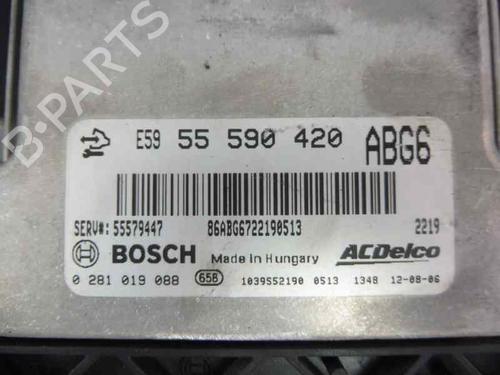 E59 55 590 420 ABG6
SERV#: 55579447 86ABG6722190513 2219
BOSCH Made in Hungary ACDelco
0 281 019 088 65B 1039S52190 0513 1348 12-08-06
B-PARTS